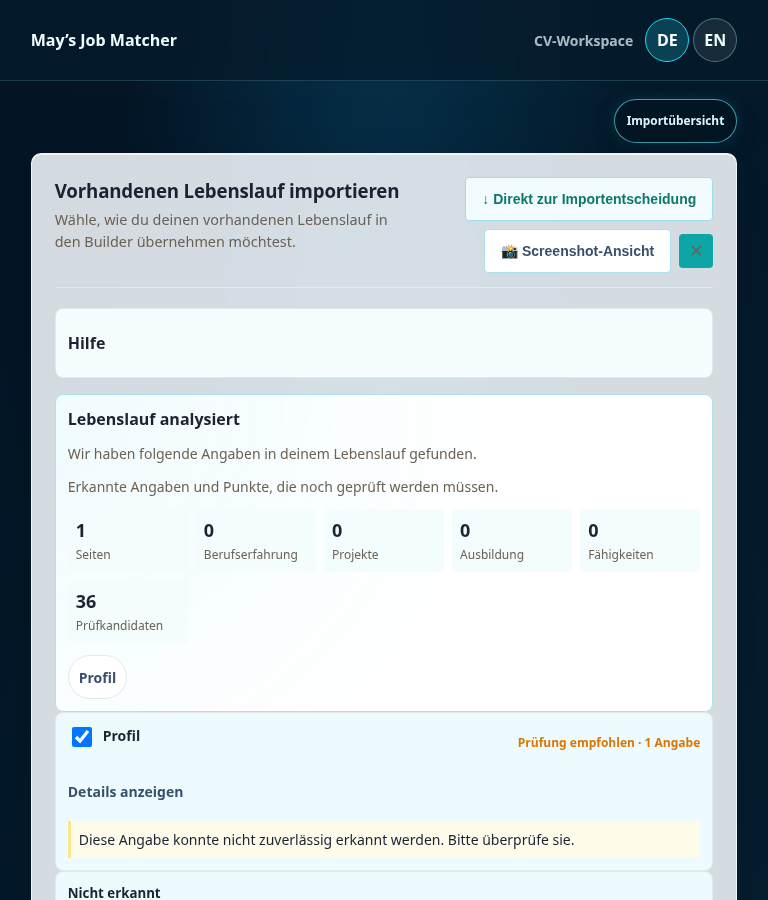 May’s Job Matcher
CV-Workspace
DE
EN
Importübersicht
Vorhandenen Lebenslauf importieren
Wähle, wie du deinen vorhandenen Lebenslauf in
den Builder übernehmen möchtest.
↓ Direkt zur Importentscheidung
📸 Screenshot-Ansicht
✕
Hilfe
Lebenslauf analysiert
Wir haben folgende Angaben in deinem Lebenslauf gefunden.
Erkannte Angaben und Punkte, die noch geprüft werden müssen.
1
Seiten
0
Berufserfahrung
0
Projekte
0
Ausbildung
0
Fähigkeiten
36
Prüfkandidaten
Profil
Profil
Prüfung empfohlen · 1 Angabe
Details anzeigen
Diese Angabe konnte nicht zuverlässig erkannt werden. Bitte überprüfe sie.
Nicht erkannt